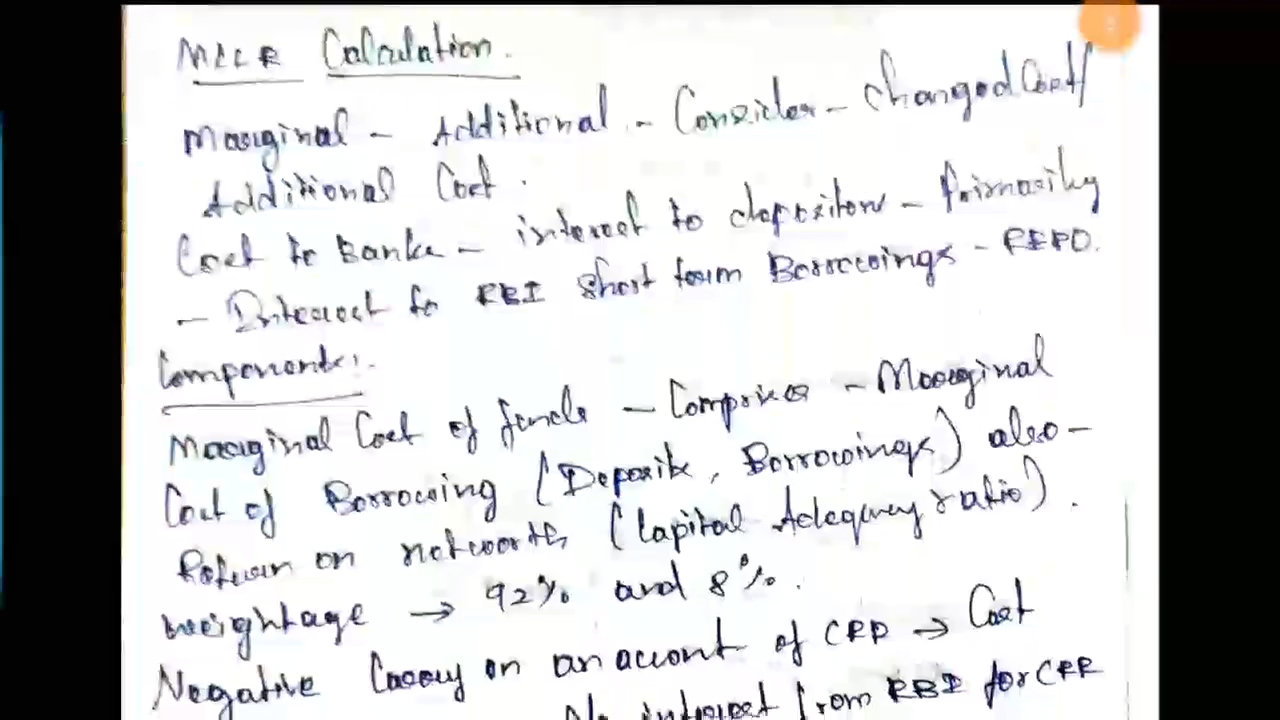 MCLR Calculation.
Marginal - Additional - Consider - changed Cost/
Additional Cost.
Cost to Banks - interest to depositors - Primarily
- Interest to RBI short term Borrowings - REPO.
Components:.
Marginal Cost of funds - Comprises - Marginal
Cost of Borrowing (Deposits, Borrowings) also -
Return on networth (Capital Adequacy ratio).
weightage → 92% and 8%.
Negative Carry on an account of CRR → Cost
No interest from RBI for CRR